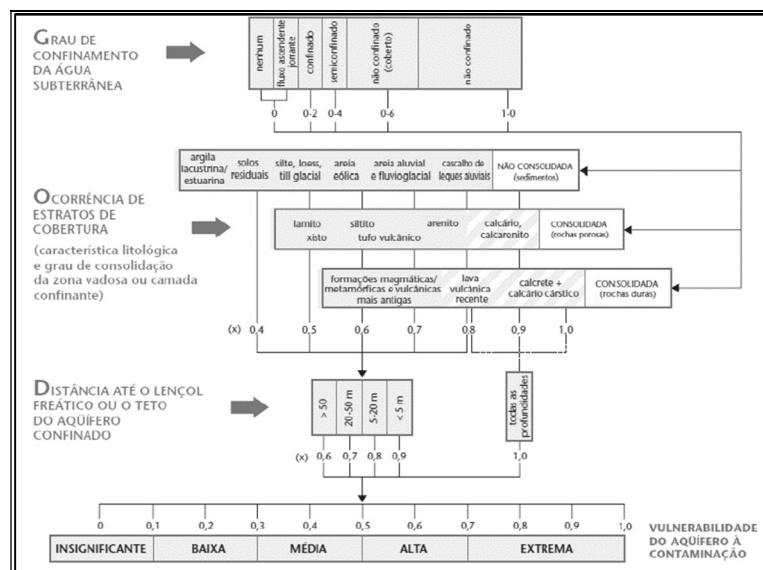 GRAU DE
CONFINAMENTO
DA ÁGUA
SUBTERRÂNEA
nenhum
fluxo ascendente
jorrante
confinado
semiconfinado
não confinado
(coberto)
não confinado
0
0-2
0-4
0-6
1-0
argila
lacustrina/
estuarina
solos
residuais
silte, loess,
till glacial
areia
eólica
areia aluvial
e fluvioglacial
cascalho de
leques aluviais
NÃO CONSOLIDADA
(sedimentos)
OCORRÊNCIA DE
ESTRATOS DE
COBERTURA
(característica litológica
e grau de consolidação
da zona vadosa ou camada
confinante)
lamito
xisto
siltito
tufo vulcânico
arenito
calcário,
calcarenito
CONSOLIDADA
(rochas porosas)
formações magmáticas/
metamórficas e vulcânicas
mais antigas
lava
vulcânica
recente
calcrete +
calcário cárstico
CONSOLIDADA
(rochas duras)
(x) 0,4 0,5 0,6 0,7 0,8 0,9 1,0
DISTÂNCIA ATÉ O LENÇOL
FREÁTICO OU O TETO
DO AQÜÍFERO
CONFINADO
> 50
20-50 m
5-20 m
< 5 m
todas as
profundidades
(x) 0,6 0,7 0,8 0,9 1,0
0 0,1 0,2 0,3 0,4 0,5 0,6 0,7 0,8 0,9 1,0
INSIGNIFICANTE BAIXA MÉDIA ALTA EXTREMA
VULNERABILIDADE
DO AQÜÍFERO À
CONTAMINAÇÃO